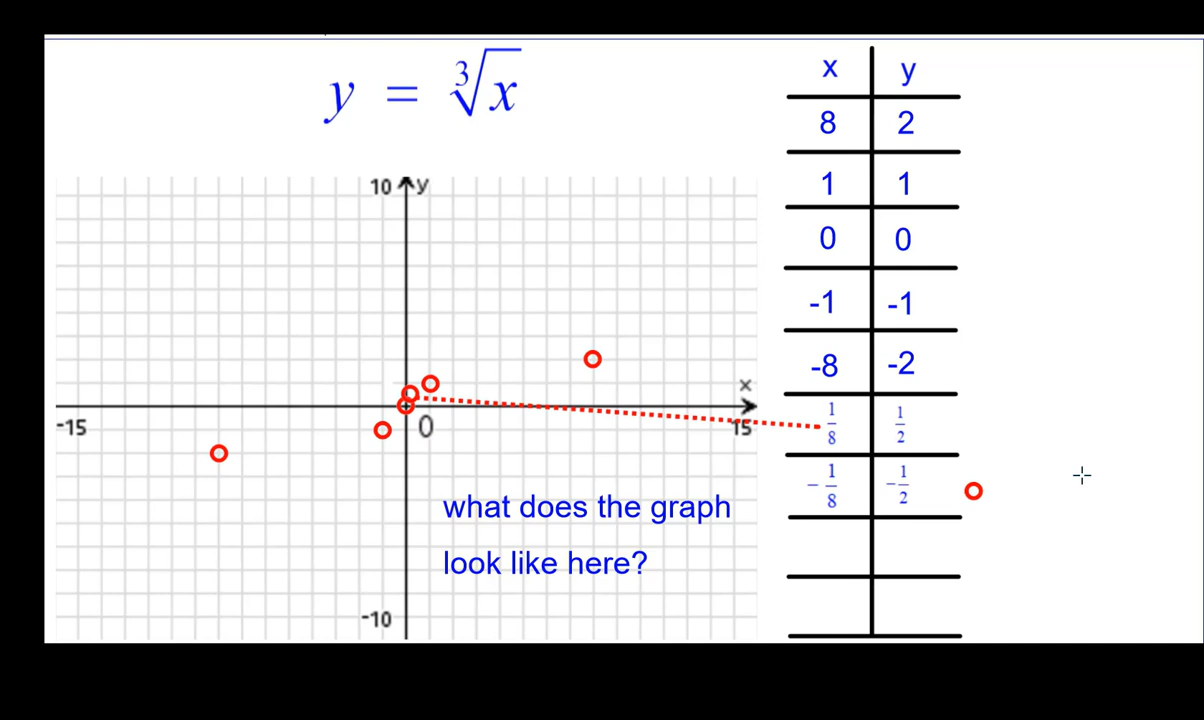 y = ∛x
x y
8 2
1 1
0 0
-1 -1
-8 -2
1/8 1/2
-1/8 -1/2
10 y
x
-15 0 15
-10
what does the graph
look like here?